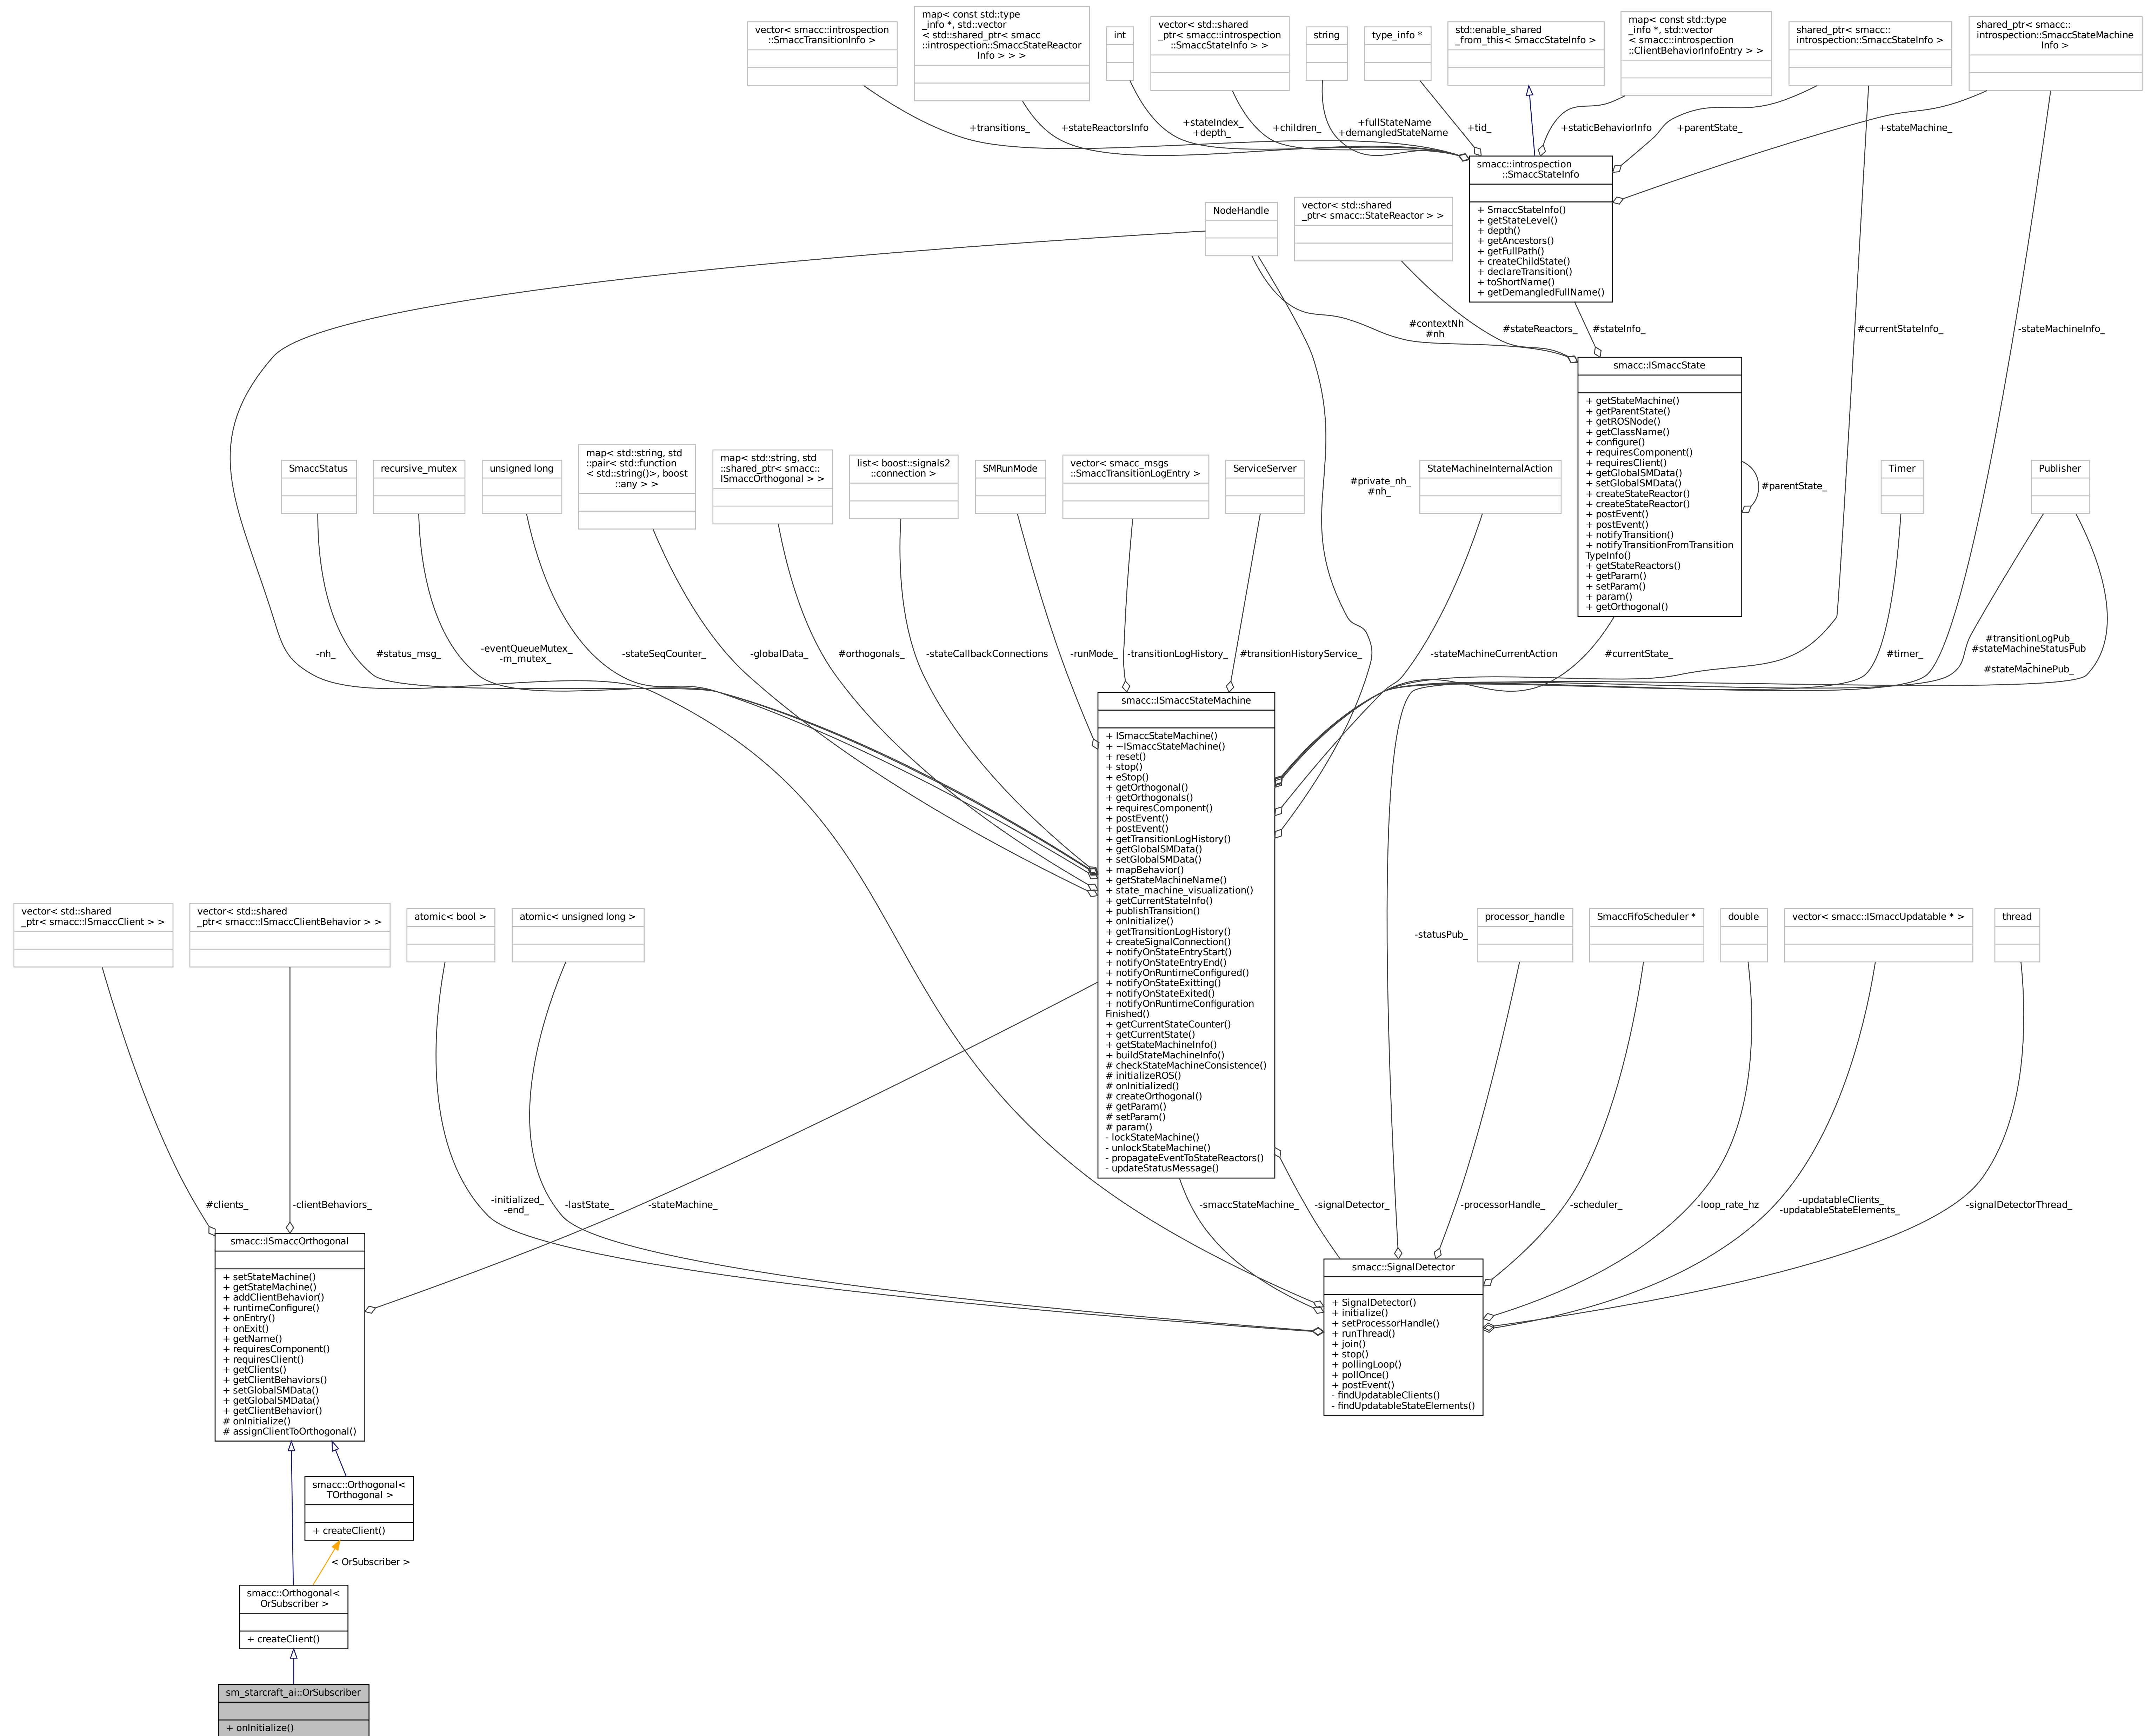 vector< smacc::introspection
::SmaccTransitionInfo >
map< const std::type
_info *, std::vector
< std::shared_ptr< smacc
::introspection::SmaccStateReactor
Info > > >
int
vector< std::shared
_ptr< smacc::introspection
::SmaccStateInfo > >
string
type_info *
std::enable_shared
_from_this< SmaccStateInfo >
map< const std::type
_info *, std::vector
< smacc::introspection
::ClientBehaviorInfoEntry > >
shared_ptr< smacc::
introspection::SmaccStateInfo >
shared_ptr< smacc::
introspection::SmaccStateMachine
Info >
+transitions_
+stateReactorsInfo
+stateIndex_
+depth_
+children_
+fullStateName
+demangledStateName
+tid_
+staticBehaviorInfo
+parentState_
+stateMachine_
smacc::introspection
::SmaccStateInfo
+ SmaccStateInfo()
+ getStateLevel()
+ depth()
+ getAncestors()
+ getFullPath()
+ createChildState()
+ declareTransition()
+ toShortName()
+ getDemangledFullName()
NodeHandle
vector< std::shared
_ptr< smacc::StateReactor > >
#contextNh
#nh
#stateReactors_
#stateInfo_
#currentStateInfo_
-stateMachineInfo_
smacc::ISmaccState
+ getStateMachine()
+ getParentState()
+ getROSNode()
+ getClassName()
+ configure()
+ requiresComponent()
+ requiresClient()
+ getGlobalSMData()
+ setGlobalSMData()
+ createStateReactor()
+ createStateReactor()
+ postEvent()
+ postEvent()
+ notifyTransition()
+ notifyTransitionFromTransition
TypeInfo()
+ getStateReactors()
+ getParam()
+ setParam()
+ param()
+ getOrthogonal()
#parentState_
SmaccStatus
recursive_mutex
unsigned long
map< std::string, std
::pair< std::function
< std::string()>, boost
::any > >
map< std::string, std
::shared_ptr< smacc::
ISmaccOrthogonal > >
list< boost::signals2
::connection >
SMRunMode
vector< smacc_msgs
::SmaccTransitionLogEntry >
ServiceServer
#private_nh_
#nh_
StateMachineInternalAction
Timer
Publisher
-nh_
#status_msg_
-eventQueueMutex_
-m_mutex_
-stateSeqCounter_
-globalData_
#orthogonals_
-stateCallbackConnections
-runMode_
-transitionLogHistory_
#transitionHistoryService_
-stateMachineCurrentAction
#currentState_
#timer_
#transitionLogPub_
#stateMachineStatusPub
_
#stateMachinePub_
smacc::ISmaccStateMachine
+ ISmaccStateMachine()
+ ~ISmaccStateMachine()
+ reset()
+ stop()
+ eStop()
+ getOrthogonal()
+ getOrthogonals()
+ requiresComponent()
+ postEvent()
+ postEvent()
+ getTransitionLogHistory()
+ getGlobalSMData()
+ setGlobalSMData()
+ mapBehavior()
+ getStateMachineName()
+ state_machine_visualization()
+ getCurrentStateInfo()
+ publishTransition()
+ onInitialize()
+ getTransitionLogHistory()
+ createSignalConnection()
+ notifyOnStateEntryStart()
+ notifyOnStateEntryEnd()
+ notifyOnRuntimeConfigured()
+ notifyOnStateExitting()
+ notifyOnStateExited()
+ notifyOnRuntimeConfiguration
Finished()
+ getCurrentStateCounter()
+ getCurrentState()
+ getStateMachineInfo()
+ buildStateMachineInfo()
# checkStateMachineConsistence()
# initializeROS()
# onInitialized()
# createOrthogonal()
# getParam()
# setParam()
# param()
- lockStateMachine()
- unlockStateMachine()
- propagateEventToStateReactors()
- updateStatusMessage()
vector< std::shared
_ptr< smacc::ISmaccClient > >
vector< std::shared
_ptr< smacc::ISmaccClientBehavior > >
atomic< bool >
atomic< unsigned long >
-statusPub_
processor_handle
SmaccFifoScheduler *
double
vector< smacc::ISmaccUpdatable * >
thread
#clients_
-clientBehaviors_
-initialized_
-end_
-lastState_
-stateMachine_
-smaccStateMachine_
-signalDetector_
-processorHandle_
-scheduler_
-loop_rate_hz
-updatableClients_
-updatableStateElements_
-signalDetectorThread_
smacc::ISmaccOrthogonal
+ setStateMachine()
+ getStateMachine()
+ addClientBehavior()
+ runtimeConfigure()
+ onEntry()
+ onExit()
+ getName()
+ requiresComponent()
+ requiresClient()
+ getClients()
+ getClientBehaviors()
+ setGlobalSMData()
+ getGlobalSMData()
+ getClientBehavior()
# onInitialize()
# assignClientToOrthogonal()
smacc::SignalDetector
+ SignalDetector()
+ initialize()
+ setProcessorHandle()
+ runThread()
+ join()
+ stop()
+ pollingLoop()
+ pollOnce()
+ postEvent()
- findUpdatableClients()
- findUpdatableStateElements()
smacc::Orthogonal<
TOrthogonal >
+ createClient()
< OrSubscriber >
smacc::Orthogonal<
OrSubscriber >
+ createClient()
sm_starcraft_ai::OrSubscriber
+ onInitialize()